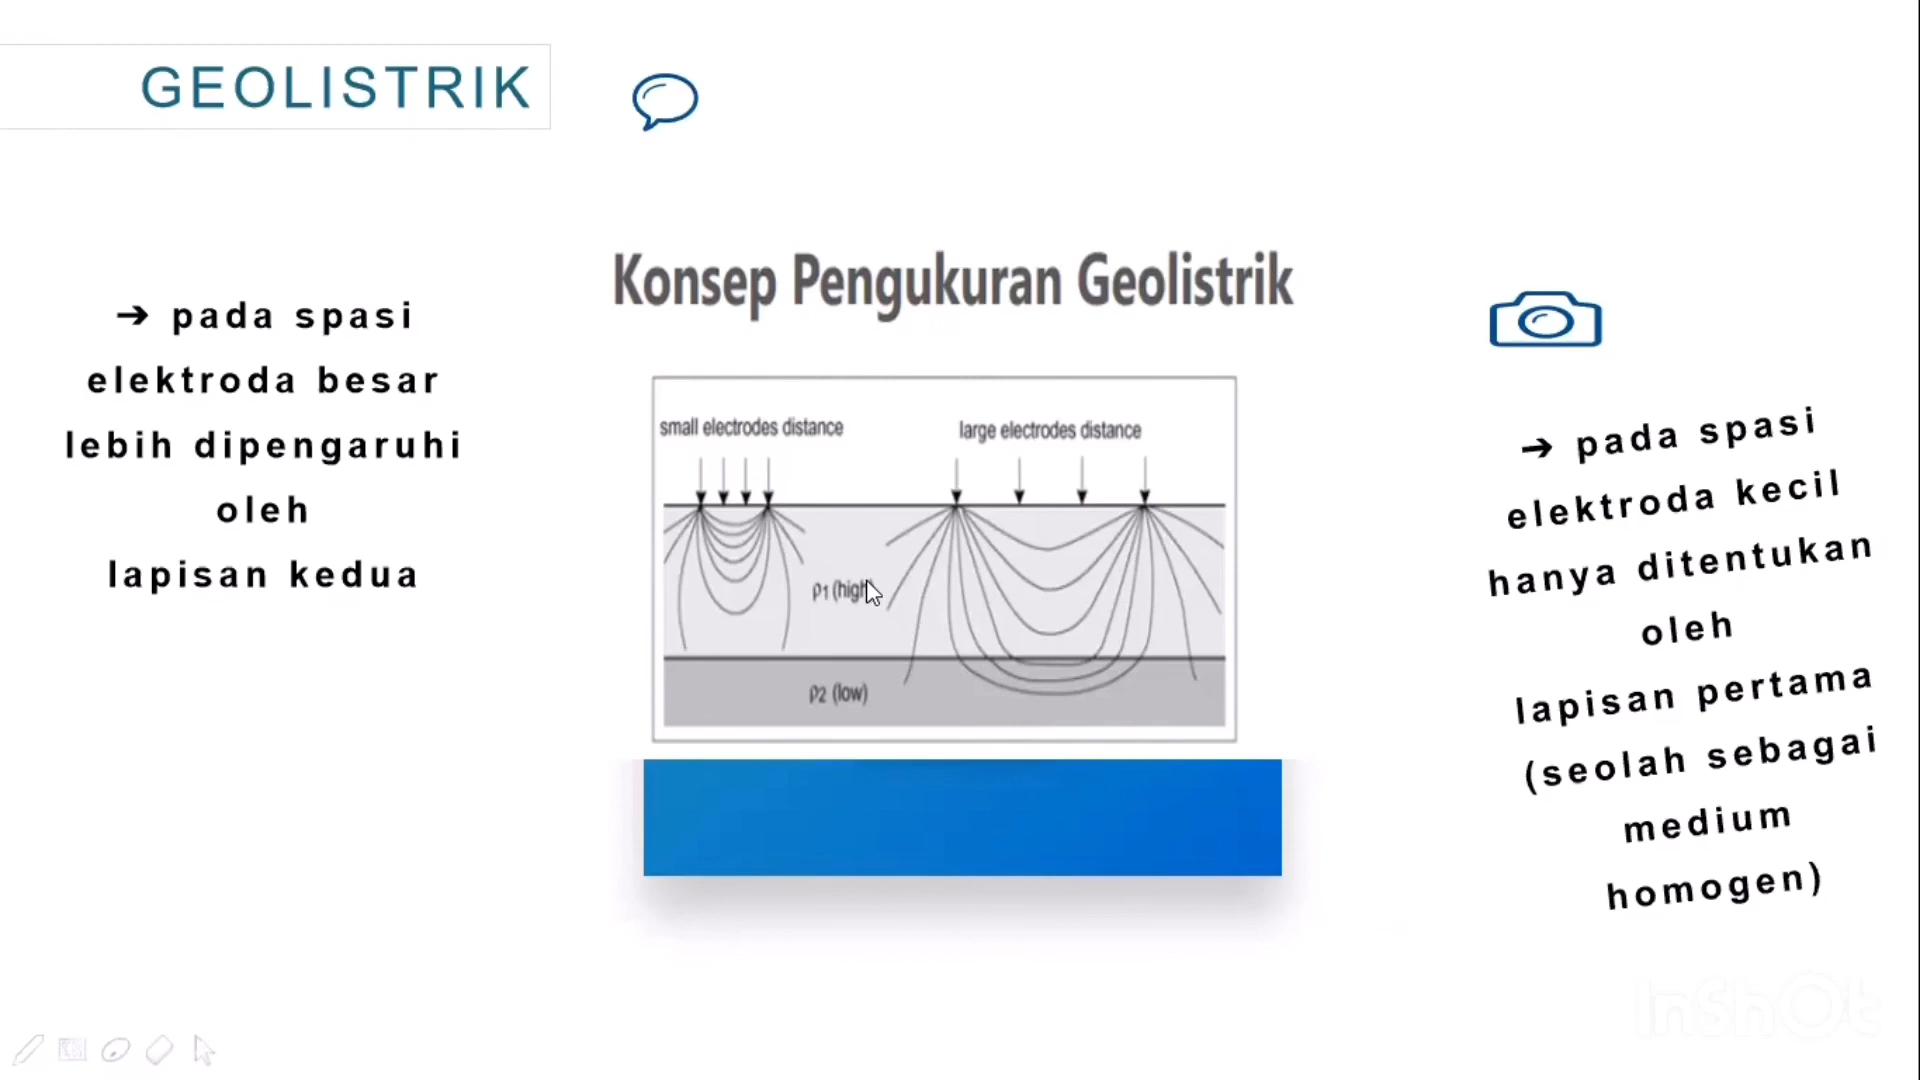 GEOLISTRIK
Konsep Pengukuran Geolistrik
➔ pada spasi
elektroda besar
lebih dipengaruhi
oleh
lapisan kedua
small electrodes distance
large electrodes distance
ρ1 (high
ρ2 (low)
➔ pada spasi
elektroda kecil
hanya ditentukan
oleh
lapisan pertama
(seolah sebagai
medium
homogen)
InShOt